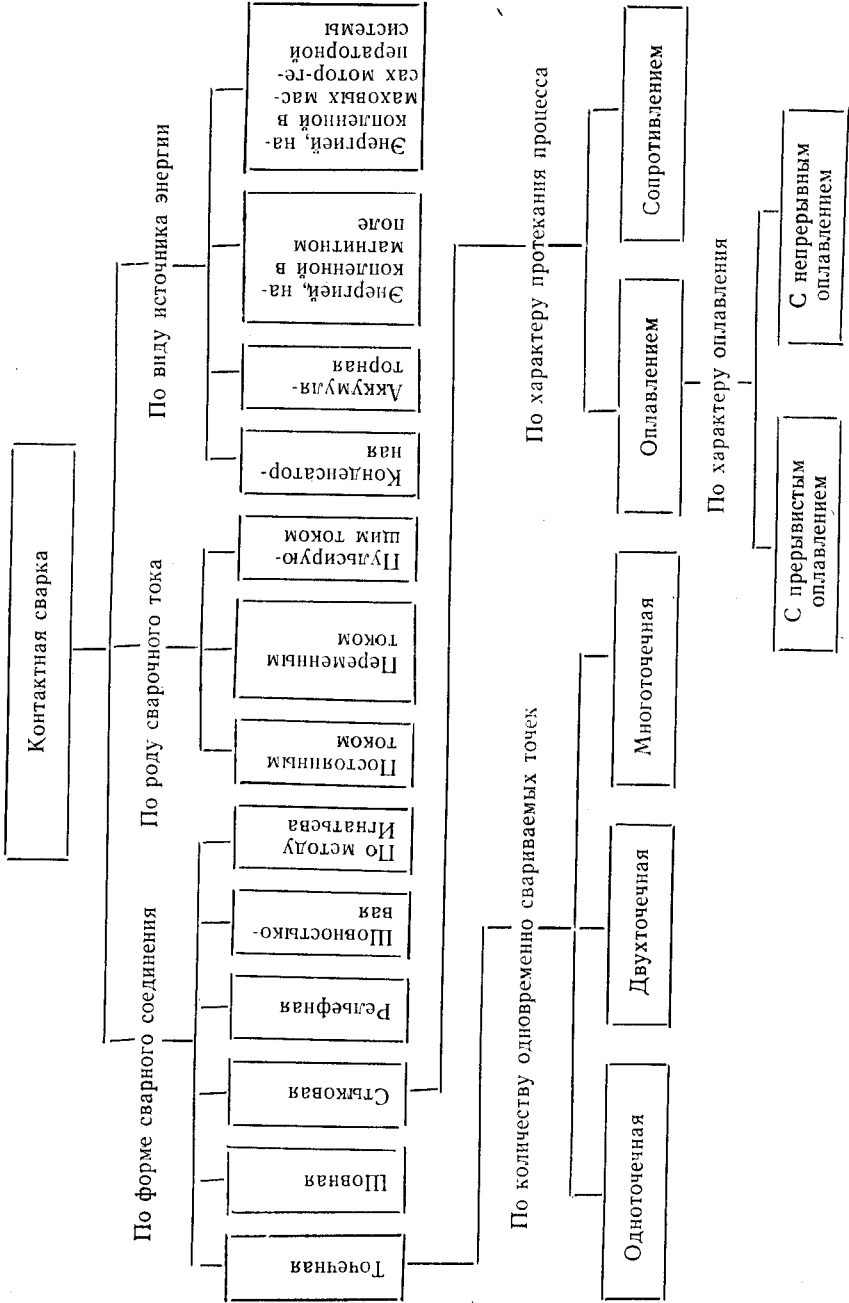 Контактная сварка
По форме сварного соединения
По роду сварочного тока
По виду источника энергии
Точечная
Шовная
Стыковая
Рельефная
Шовностыко-
вая
По методу
Игнатьева
Постоянным
током
Переменным
током
Пульсирую-
щим током
Конденсатор-
ная
Аккумуля-
торная
Энергией, на-
копленной в
магнитном
поле
Энергией, на-
копленной в
маховых мас-
сах мотор-ге-
нераторной
системы
По количеству одновременно свариваемых точек
По характеру протекания процесса
Одноточечная
Двухточечная
Многоточечная
Оплавлением
Сопротивлением
По характеру оплавления
С прерывистым
оплавлением
С непрерывным
оплавлением